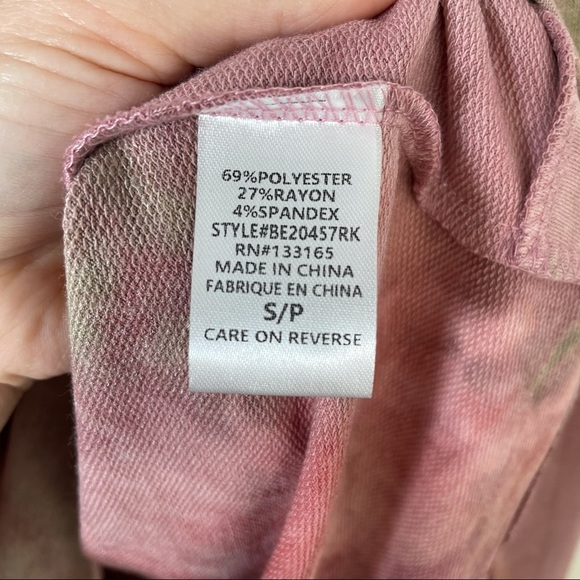 69%POLYESTER
27%RAYON
4%SPANDEX
STYLE#BE20457RK
RN#133165
MADE IN CHINA
FABRIQUE EN CHINA
S/P
CARE ON REVERSE